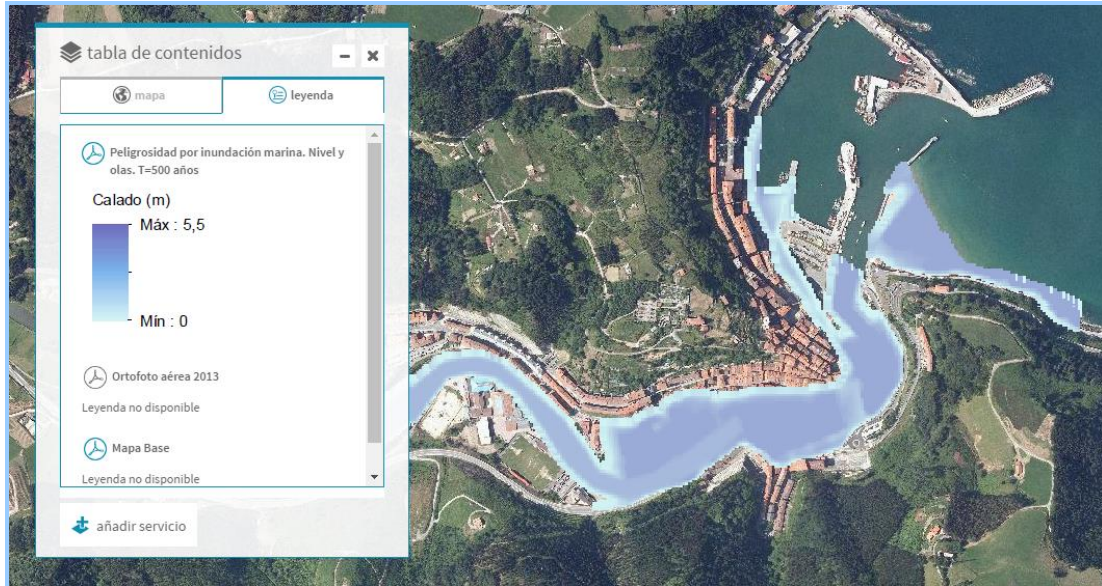 tabla de contenidos
mapa
leyenda
Peligrosidad por inundación marina. Nivel y
olas. T=500 años
Calado (m)
Máx : 5,5
Mín : 0
Ortofoto aérea 2013
Leyenda no disponible
Mapa Base
Leyenda no disponible
añadir servicio